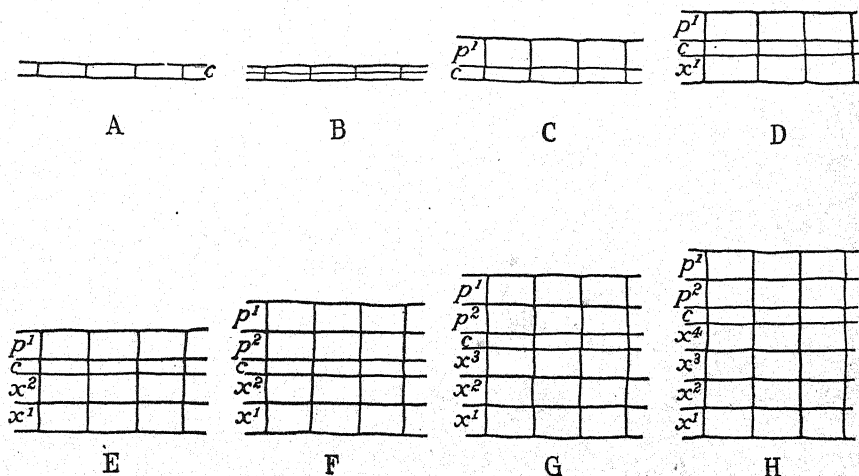 c
A
B
p¹
c
C
p¹
c
x¹
D
p¹
c
x²
x¹
E
p¹
p²
c
x²
x¹
F
p¹
p²
c
x³
x²
x¹
G
p¹
p²
c
x⁴
x³
x²
x¹
H